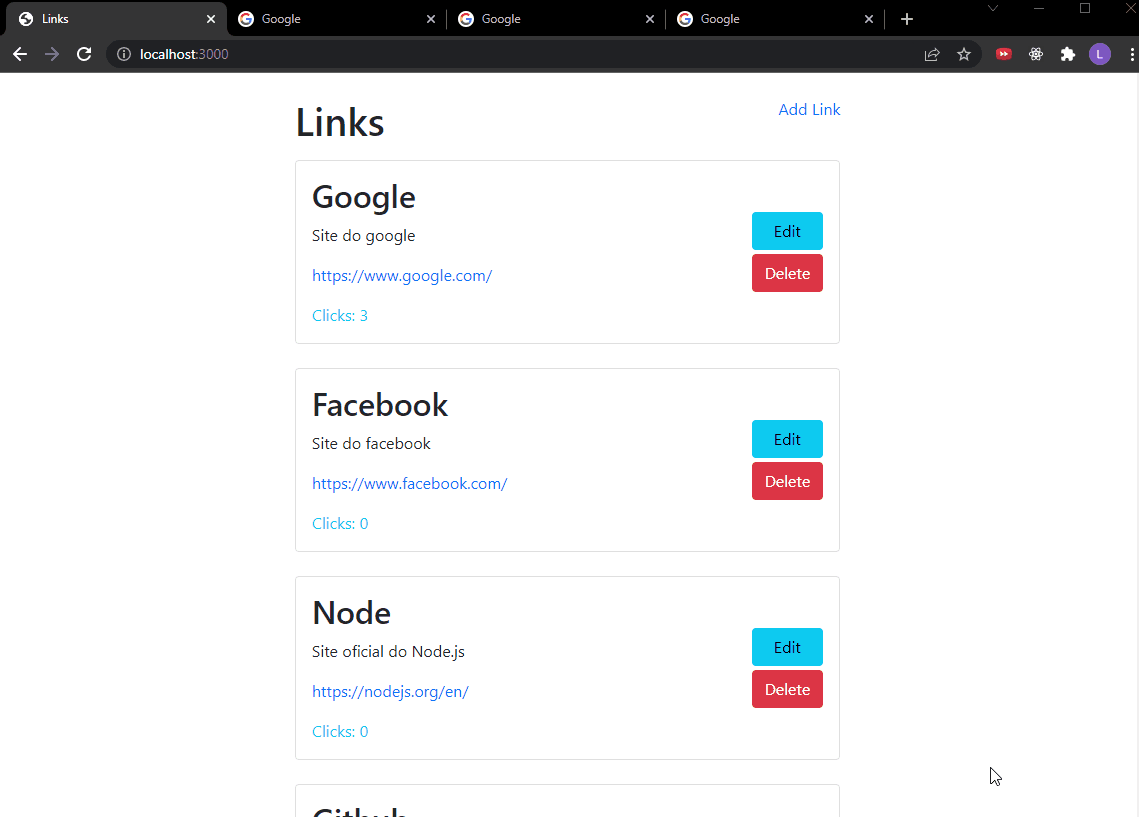 Links
Google
Google
Google
localhost:3000
L
Links
Add Link
Google
Site do google
https://www.google.com/
Clicks: 3
Edit
Delete
Facebook
Site do facebook
https://www.facebook.com/
Clicks: 0
Edit
Delete
Node
Site oficial do Node.js
https://nodejs.org/en/
Clicks: 0
Edit
Delete
Github